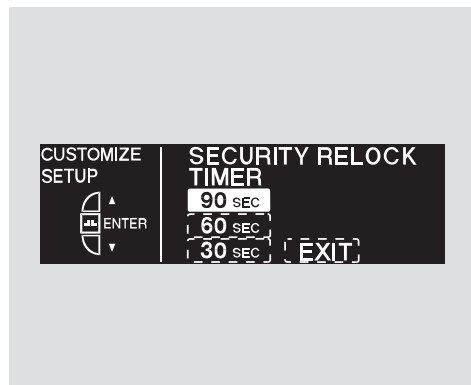 CUSTOMIZE
SETUP
ENTER
SECURITY RELOCK
TIMER
90 SEC
60 SEC
30 SEC
EXIT